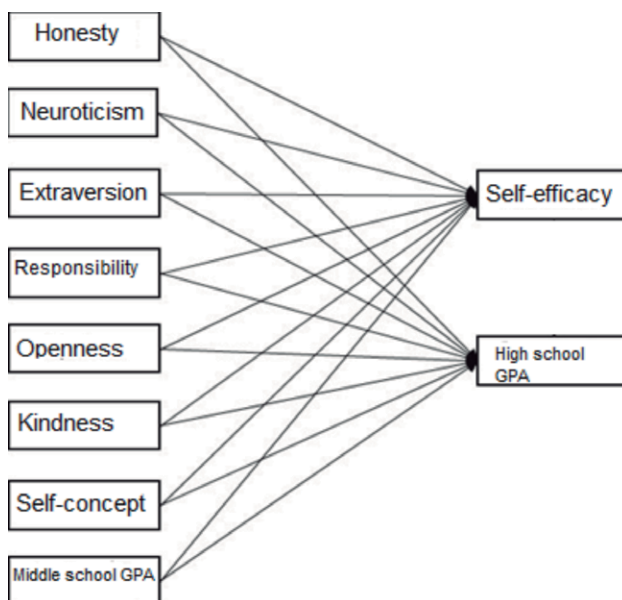 Honesty
Neuroticism
Extraversion
Responsibility
Openness
Kindness
Self-concept
Middle school GPA
Self-efficacy
High school
GPA